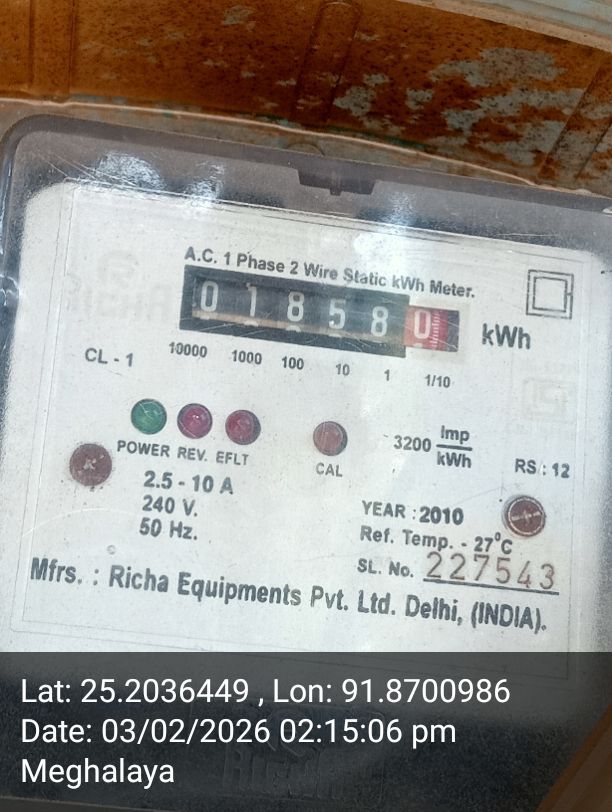 A.C. 1 Phase 2 Wire Static kWh Meter.
0 1 8 5 8 0 kWh
CL - 1
10000 1000 100 10 1 1/10
POWER REV. EFLT
CAL
3200 Imp/kWh
RS : 12
2.5 - 10 A
240 V.
50 Hz.
YEAR : 2010
Ref. Temp. - 27°C
SL. No. 227543
Mfrs. : Richa Equipments Pvt. Ltd. Delhi, (INDIA).
Lat: 25.2036449 , Lon: 91.8700986
Date: 03/02/2026 02:15:06 pm
Meghalaya